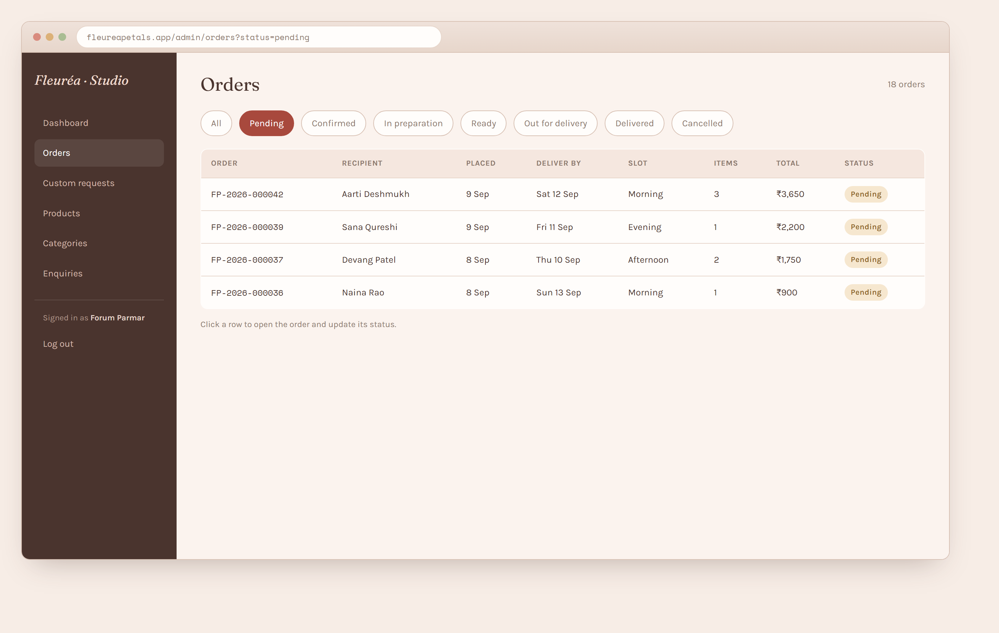 fleureapetals.app/admin/orders?status=pending
Fleuréa · Studio
Dashboard
Orders
Custom requests
Products
Categories
Enquiries
Signed in as Forum Parmar
Log out
Orders
18 orders
All Pending Confirmed In preparation Ready Out for delivery Delivered Cancelled
ORDER RECIPIENT PLACED DELIVER BY SLOT ITEMS TOTAL STATUS
FP-2026-000042 Aarti Deshmukh 9 Sep Sat 12 Sep Morning 3 ₹3,650 Pending
FP-2026-000039 Sana Qureshi 9 Sep Fri 11 Sep Evening 1 ₹2,200 Pending
FP-2026-000037 Devang Patel 8 Sep Thu 10 Sep Afternoon 2 ₹1,750 Pending
FP-2026-000036 Naina Rao 8 Sep Sun 13 Sep Morning 1 ₹900 Pending
Click a row to open the order and update its status.